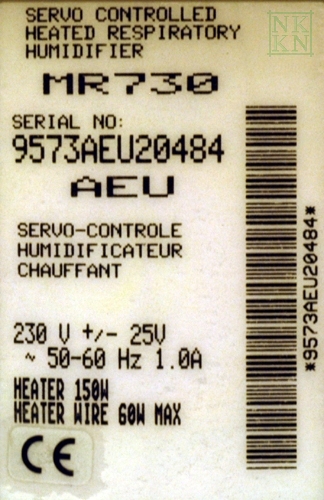 SERVO CONTROLLED
HEATED RESPIRATORY
HUMIDIFIER
MR730
SERIAL NO:
9573AEU20484
AEU
SERVO-CONTROLE
HUMIDIFICATEUR
CHAUFFANT
230 V +/- 25V
~ 50-60 Hz 1.0A
HEATER 150W
HEATER WIRE 60W MAX
CE
*9573AEU20484*
NK
KN